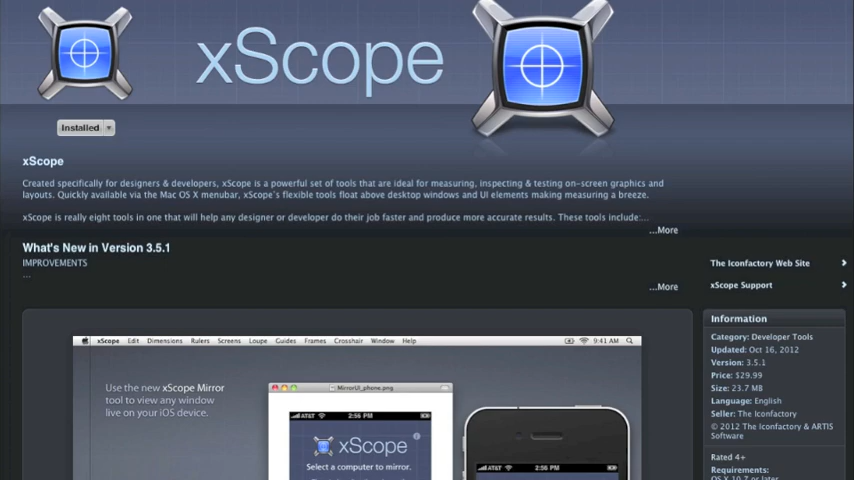 xScope
Installed
xScope
Created specifically for designers & developers, xScope is a powerful set of tools that are ideal for measuring, inspecting & testing on-screen graphics and
layouts. Quickly available via the Mac OS X menubar, xScope's flexible tools float above desktop windows and UI elements making measuring a breeze.
xScope is really eight tools in one that will help any designer or developer do their job faster and produce more accurate results. These tools include:...
...More
What's New in Version 3.5.1
IMPROVEMENTS
...
...More
The Iconfactory Web Site
xScope Support
Information
Category: Developer Tools
Updated: Oct 16, 2012
Version: 3.5.1
Price: $29.99
Size: 23.7 MB
Language: English
Seller: The Iconfactory
© 2012 The Iconfactory & ARTIS
Software
Rated 4+
Requirements:
OS X 10.7 or later
xScope Edit Dimensions Rulers Screens Loupe Guides Frames Crosshair Window Help 9:41 AM
Use the new xScope Mirror
tool to view any window
live on your iOS device.
MirrorUI_phone.png
AT&T 2:56 PM
xScope
Select a computer to mirror.
AT&T 2:56 PM